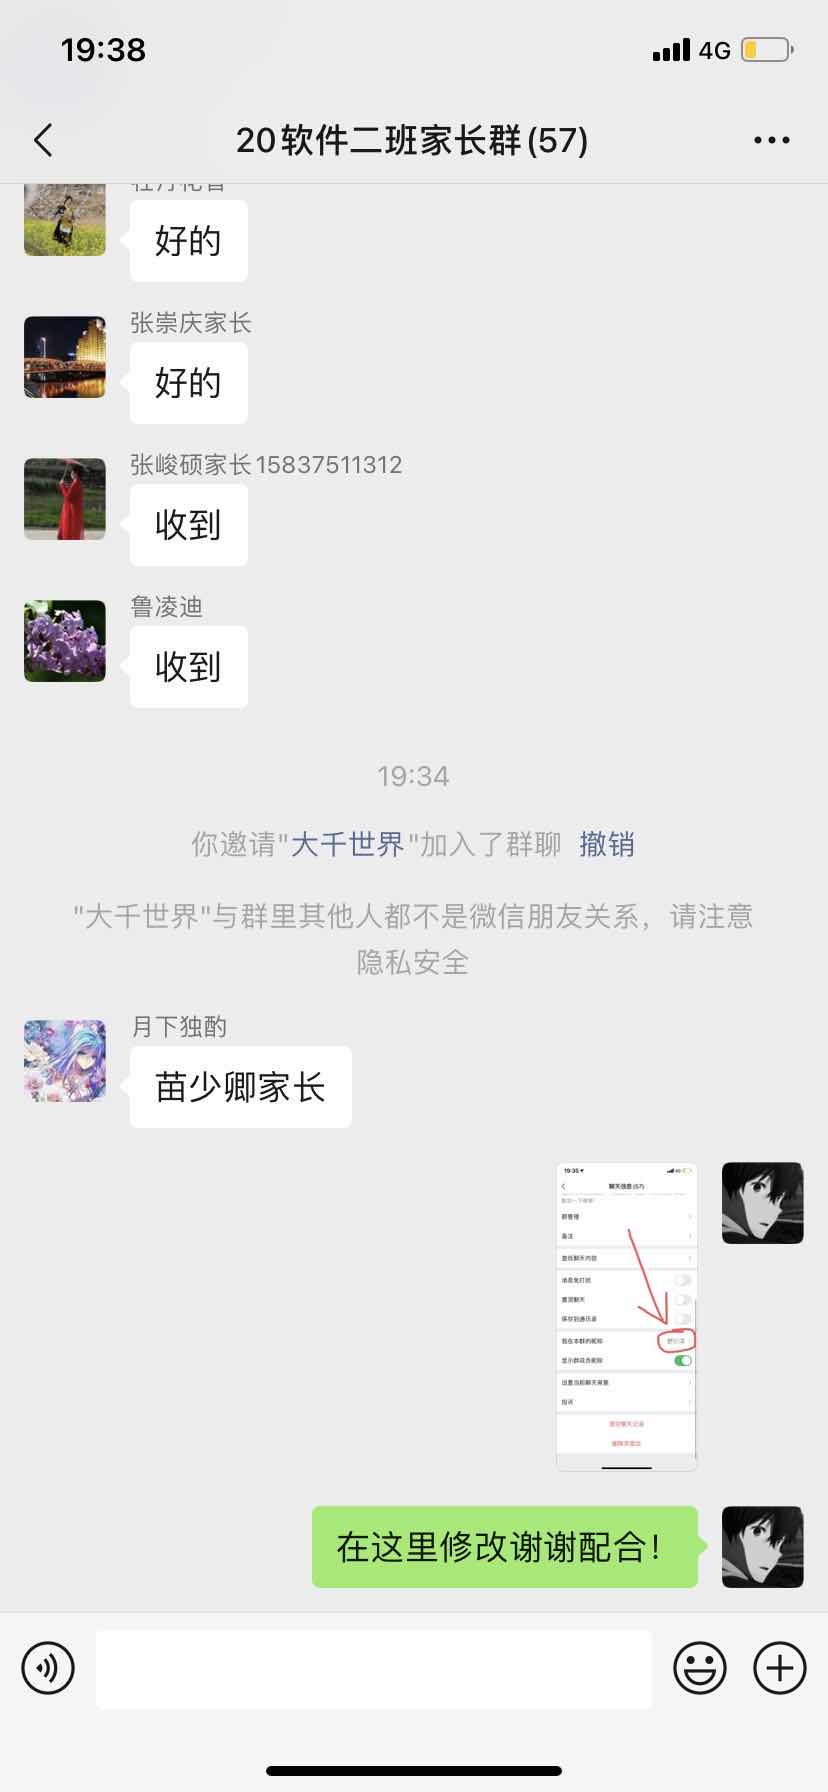 19:38
4G
20软件二班家长群(57)
好的
张崇庆家长
好的
张峻硕家长15837511312
收到
鲁凌迪
收到
19:34
你邀请"大千世界"加入了群聊 撤销
"大千世界"与群里其他人都不是微信朋友关系，请注意
隐私安全
月下独酌
苗少卿家长
19:35
聊天信息(57)
群管理
备注
查找聊天内容
消息免打扰
置顶聊天
保存到通讯录
我在本群的昵称
显示群成员昵称
设置当前聊天背景
投诉
清空聊天记录
删除并退出
在这里修改谢谢配合！